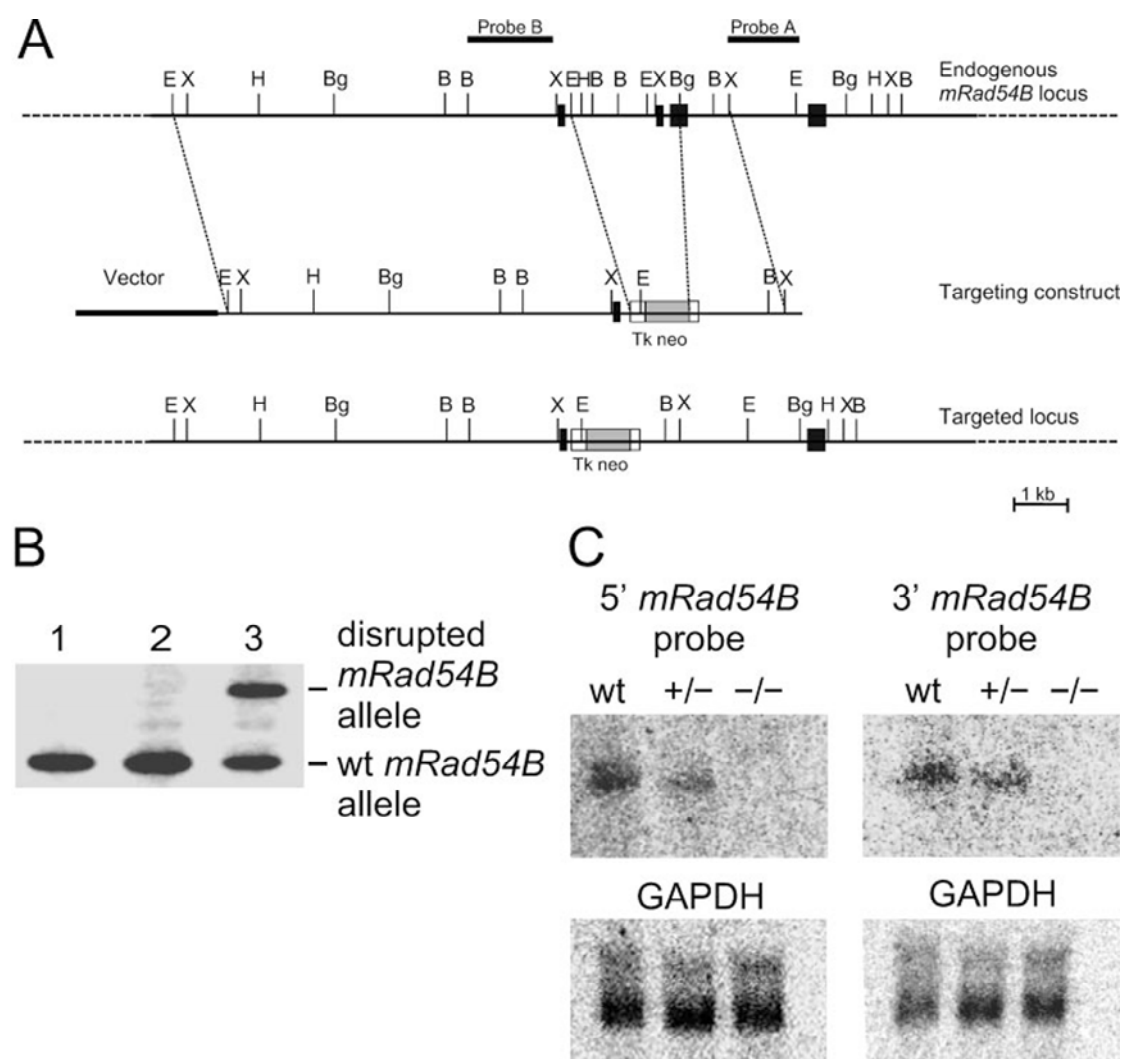 A
Probe B
Probe A
E X H Bg B B X E H B B E X Bg B X E Bg H X B
Endogenous
mRad54B locus
Vector
E X H Bg B B X E B X
Targeting construct
Tk neo
E X H Bg B B X E B X E Bg H X B
Targeted locus
Tk neo
1 kb
B
1 2 3
disrupted
mRad54B
allele
wt mRad54B
allele
C
5' mRad54B
probe
3' mRad54B
probe
wt +/− −/−
wt +/− −/−
GAPDH
GAPDH